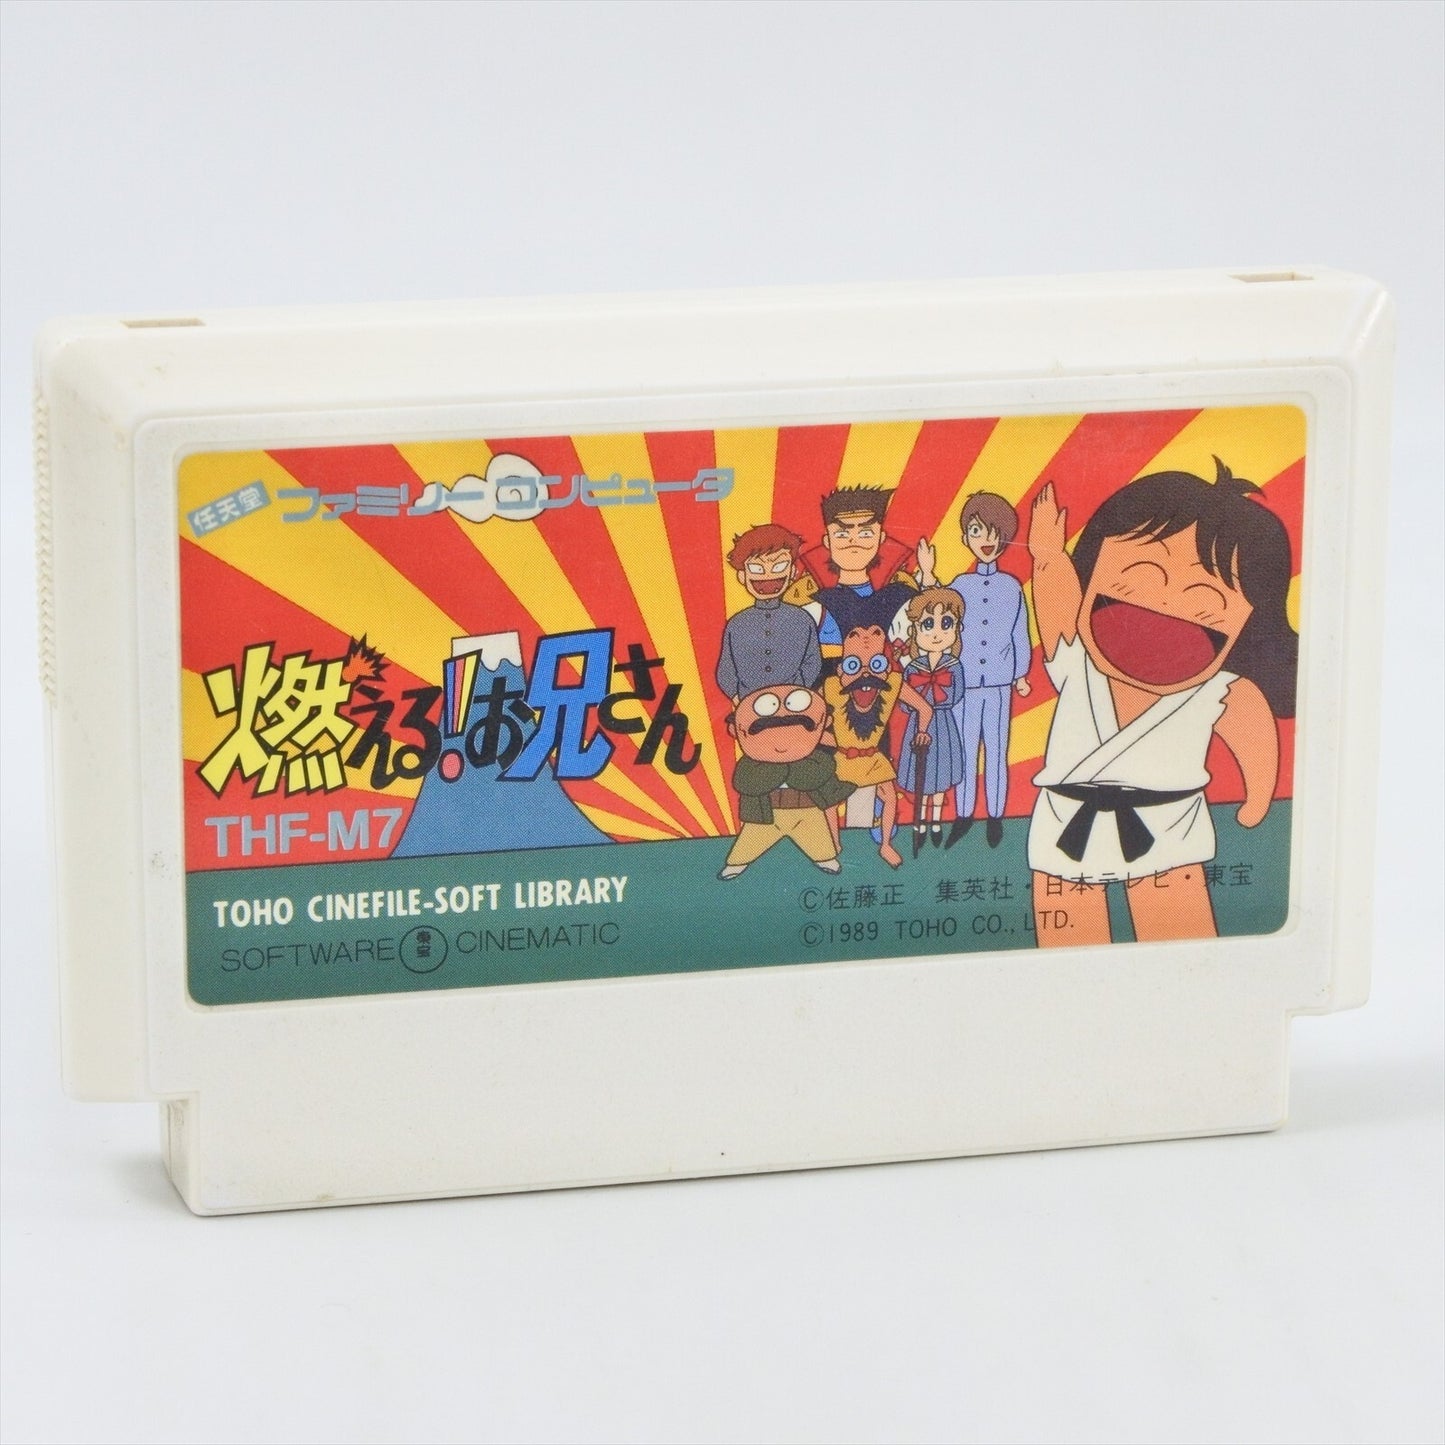 任天堂 ファミリーコンピュータ
燃える!お兄さん
THF-M7
TOHO CINEFILE-SOFT LIBRARY
SOFTWARE 東宝 CINEMATIC
©佐藤正 集英社・日本テレビ・東宝
©1989 TOHO CO., LTD.